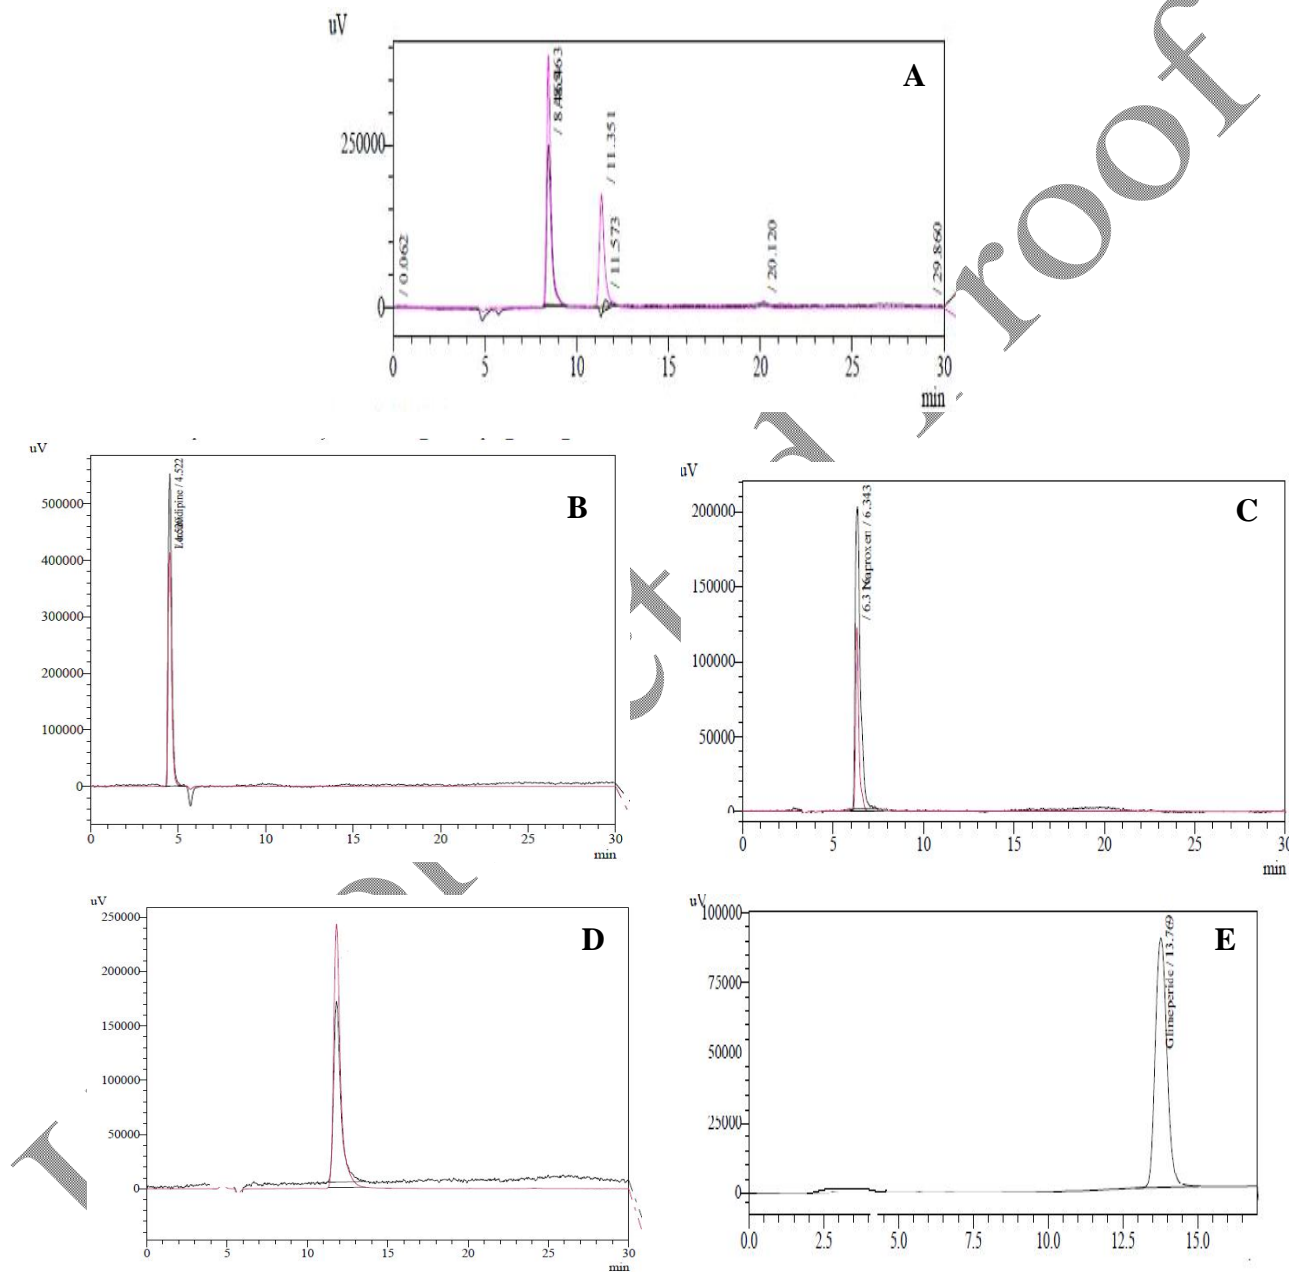 uV
A
250000
0
/ 0.062
/ 11.351
/ 11.573
/ 20.120
/ 29.860
0 5 10 15 20 25 30
min
uV
B
500000
400000
300000
200000
100000
0
/ 4.522
0 5 10 15 20 25 30
min
uV
C
200000
150000
100000
50000
0
Naproxen / 6.343
0 5 10 15 20 25 30
min
uV
D
250000
200000
150000
100000
50000
0
0 5 10 15 20 25 30
min
uV
E
100000
75000
50000
25000
0
Glimeperide / 13.769
0.0 2.5 5.0 7.5 10.0 12.5 15.0
roof